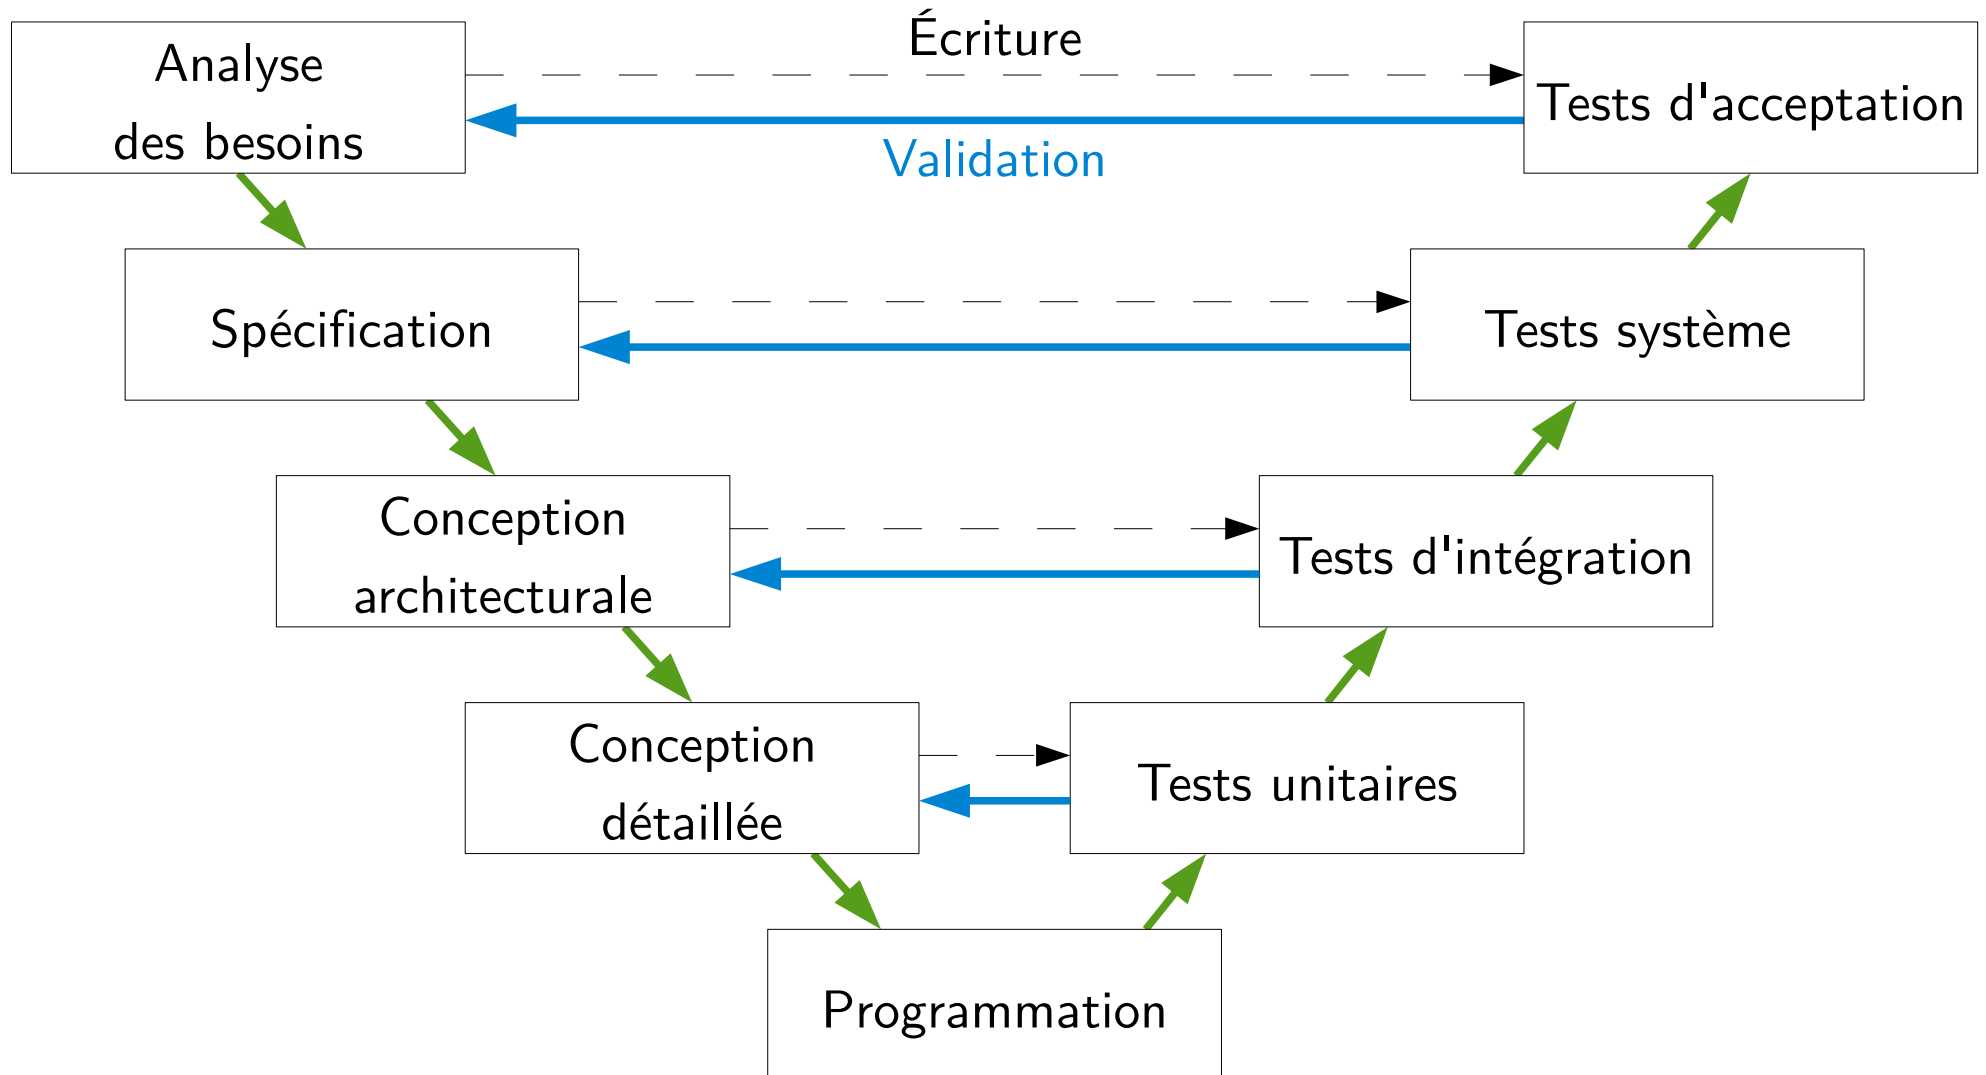 Analyse
des besoins
Écriture
Validation
Tests d'acceptation
Spécification
Tests système
Conception
architecturale
Tests d'intégration
Conception
détaillée
Tests unitaires
Programmation